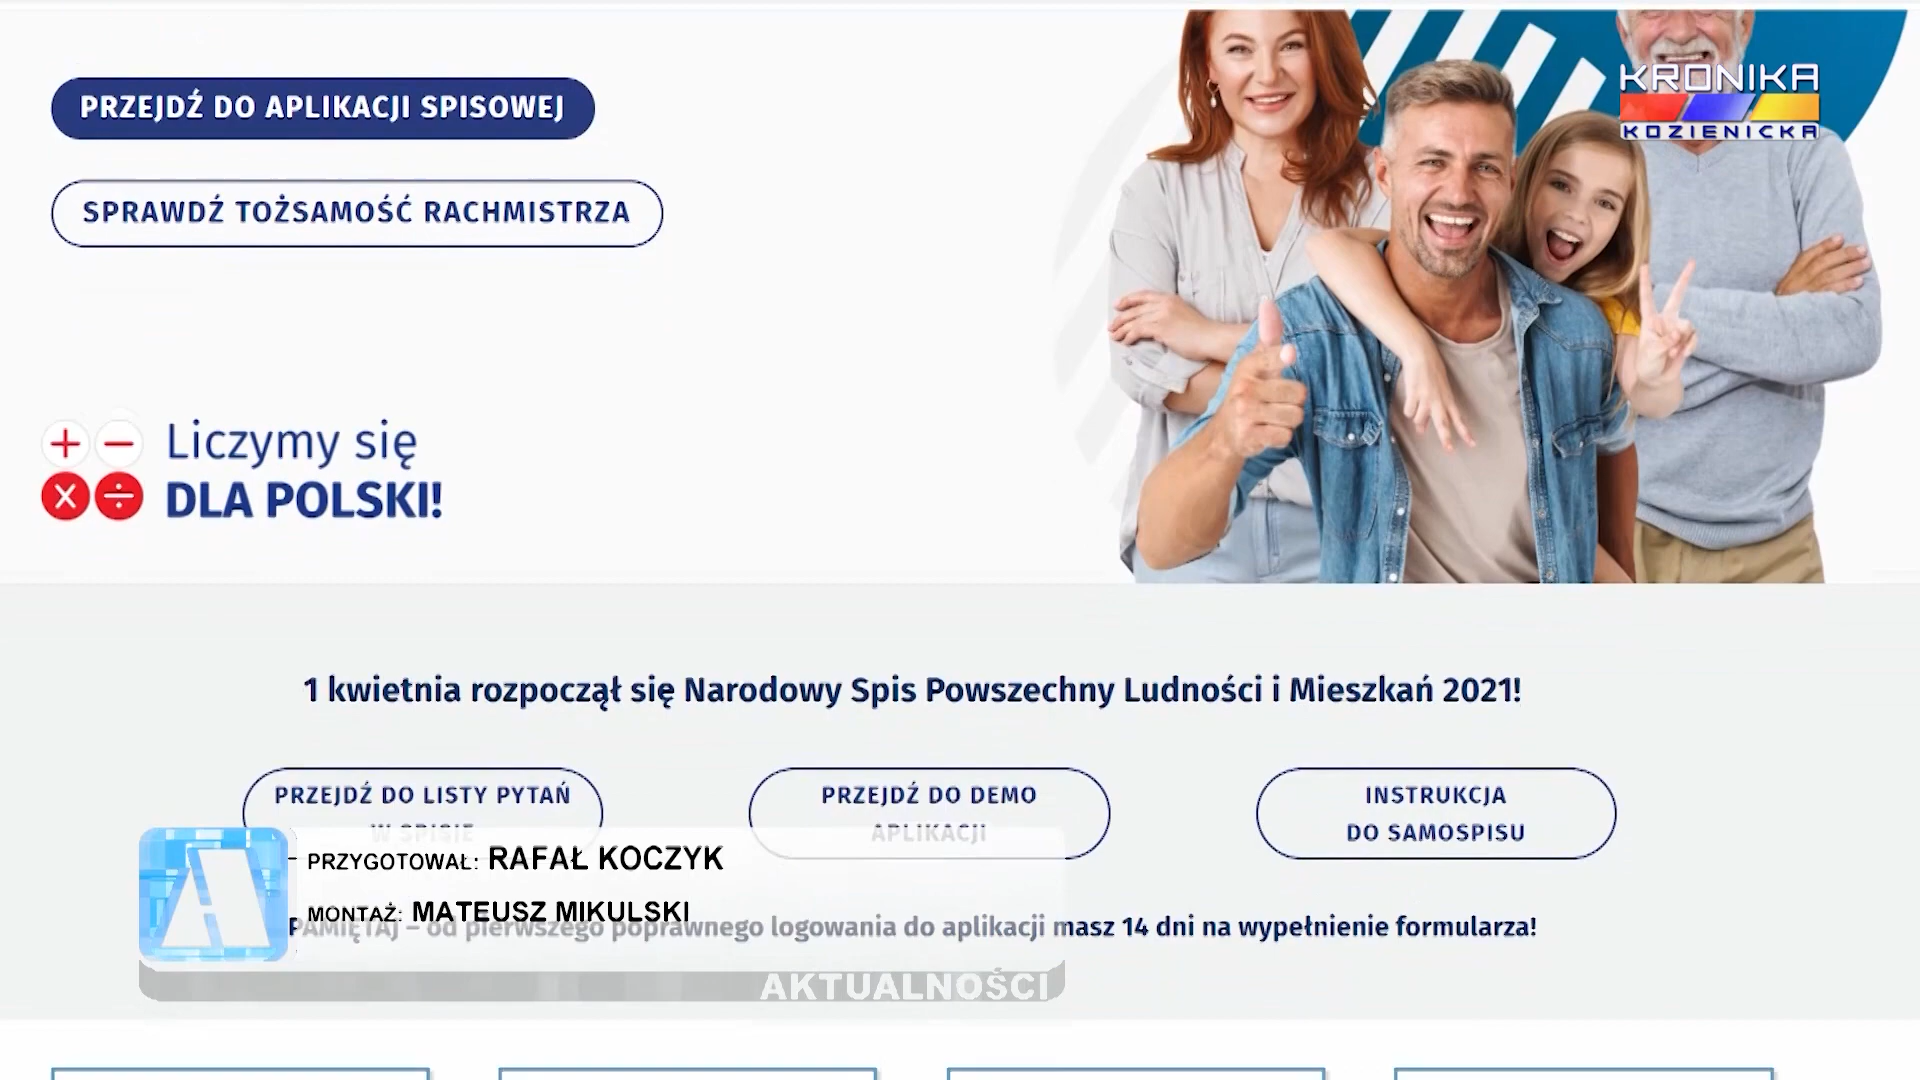 PRZEJDŹ DO APLIKACJI SPISOWEJ
SPRAWDŹ TOŻSAMOŚĆ RACHMISTRZA
KRONIKA
KOZIENICKA
Liczymy się
DLA POLSKI!
1 kwietnia rozpoczął się Narodowy Spis Powszechny Ludności i Mieszkań 2021!
PRZEJDŹ DO LISTY PYTAŃ
W SPISIE
PRZEJDŹ DO DEMO
APLIKACJI
INSTRUKCJA
DO SAMOSPISU
PRZYGOTOWAŁ: RAFAŁ KOCZYK
MONTAŻ: MATEUSZ MIKULSKI
PAMIĘTAJ – od pierwszego poprawnego logowania do aplikacji masz 14 dni na wypełnienie formularza!
AKTUALNOŚCI